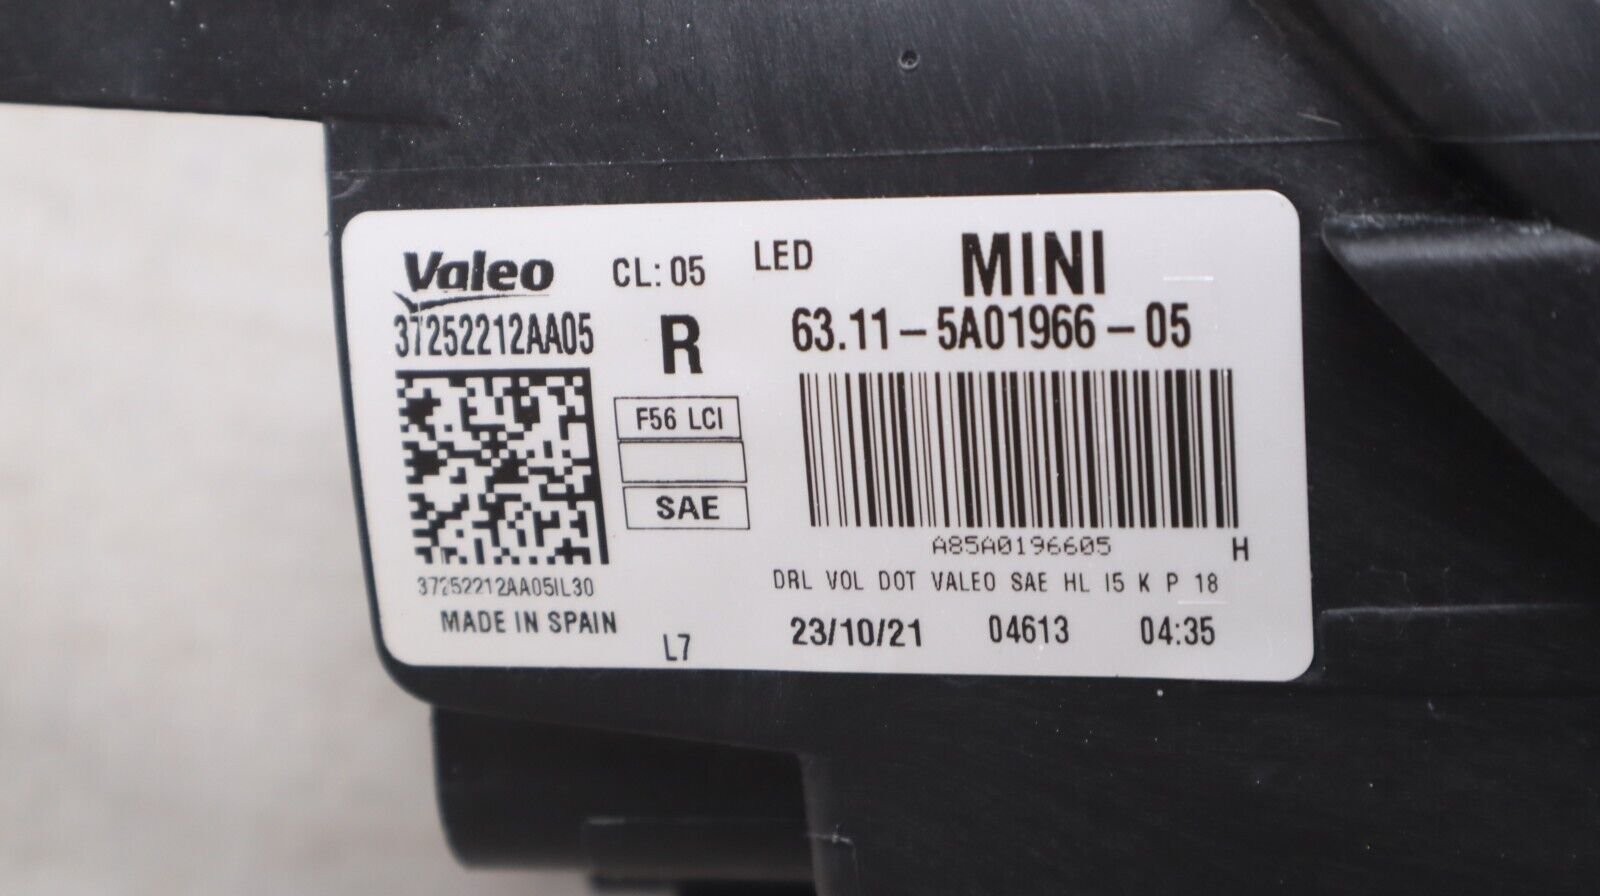 Valeo
CL: 05
LED
MINI
37252212AA05
R
63.11-5A01966-05
F56 LCI
SAE
A85A0196605
H
37252212AA05IL30
DRL VOL DOT VALEO SAE HL I5 K P 18
MADE IN SPAIN
L7
23/10/21 04613 04:35